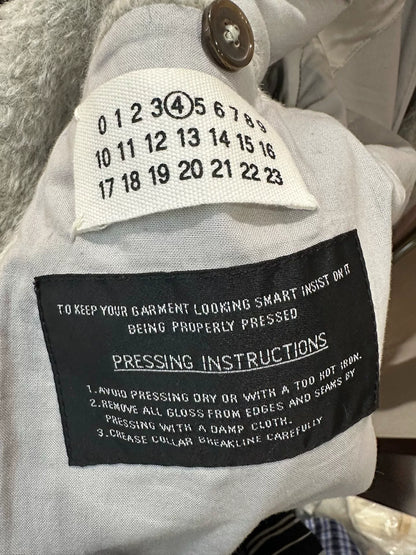 0 1 2 3 4 5 6 7 8 9
10 11 12 13 14 15 16
17 18 19 20 21 22 23
TO KEEP YOUR GARMENT LOOKING SMART INSIST ON IT
BEING PROPERLY PRESSED
PRESSING INSTRUCTIONS
1. AVOID PRESSING DRY OR WITH A TOO HOT IRON.
2. REMOVE ALL GLOSS FROM EDGES AND SEAMS BY
PRESSING WITH A DAMP CLOTH.
3. CREASE COLLAR BREAKLINE CAREFULLY